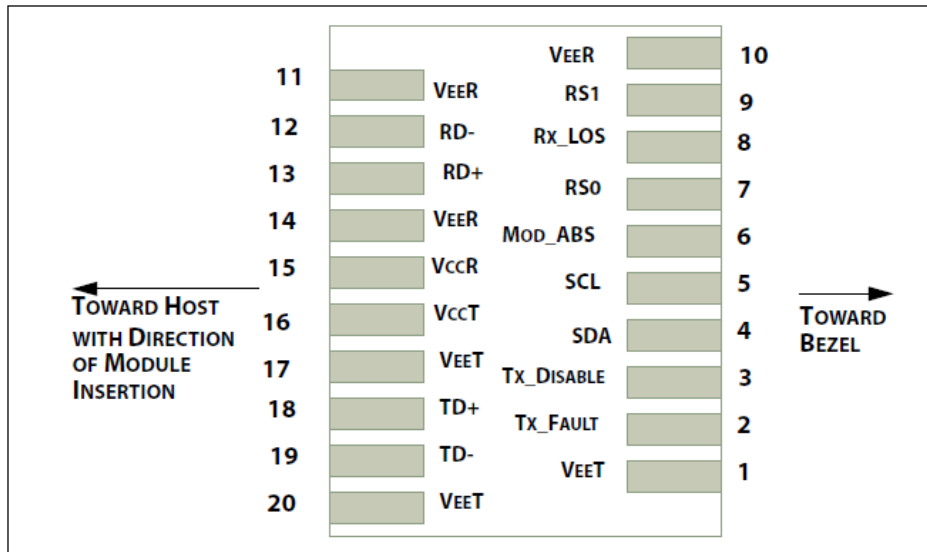 11 VEER
12 RD-
13 RD+
14 VEER
15 VCCR
16 VCCT
17 VEET
18 TD+
19 TD-
20 VEET
VEER 10
RS1 9
RX_LOS 8
RS0 7
MOD_ABS 6
SCL 5
SDA 4
TX_DISABLE 3
TX_FAULT 2
VEET 1
TOWARD HOST
WITH DIRECTION
OF MODULE
INSERTION
TOWARD
BEZEL